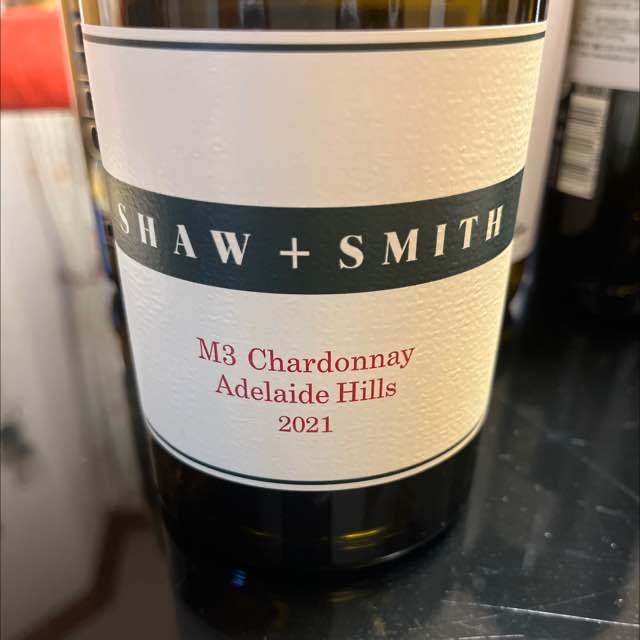 SHAW + SMITH
M3 Chardonnay
Adelaide Hills
2021